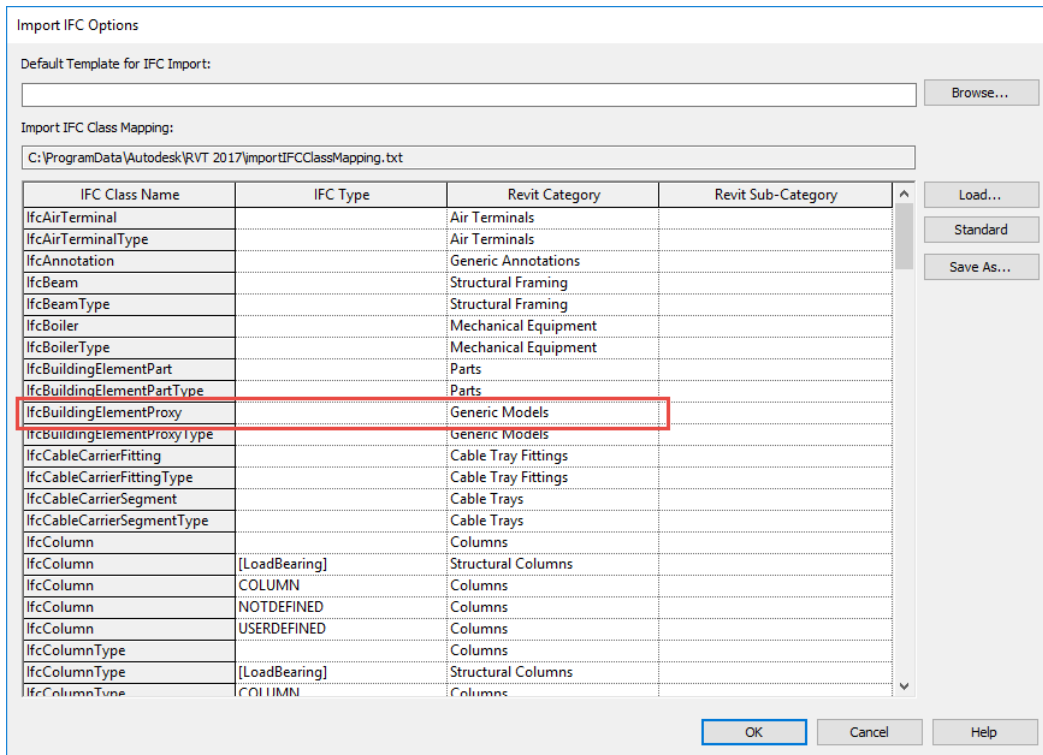 Import IFC Options
Default Template for IFC Import:
Browse...
Import IFC Class Mapping:
C:\ProgramData\Autodesk\RVT 2017\importIFCClassMapping.txt
IFC Class Name IFC Type Revit Category Revit Sub-Category Load...
IfcAirTerminal Air Terminals
IfcAirTerminalType Air Terminals Standard
IfcAnnotation Generic Annotations Save As...
IfcBeam Structural Framing
IfcBeamType Structural Framing
IfcBoiler Mechanical Equipment
IfcBoilerType Mechanical Equipment
IfcBuildingElementPart Parts
IfcBuildingElementPartType Parts
IfcBuildingElementProxy Generic Models
IfcBuildingElementProxyType Generic Models
IfcCableCarrierFitting Cable Tray Fittings
IfcCableCarrierFittingType Cable Tray Fittings
IfcCableCarrierSegment Cable Trays
IfcCableCarrierSegmentType Cable Trays
IfcColumn Columns
IfcColumn [LoadBearing] Structural Columns
IfcColumn COLUMN Columns
IfcColumn NOTDEFINED Columns
IfcColumn USERDEFINED Columns
IfcColumnType Columns
IfcColumnType [LoadBearing] Structural Columns
IfcColumnType COLUMN Columns
OK Cancel Help